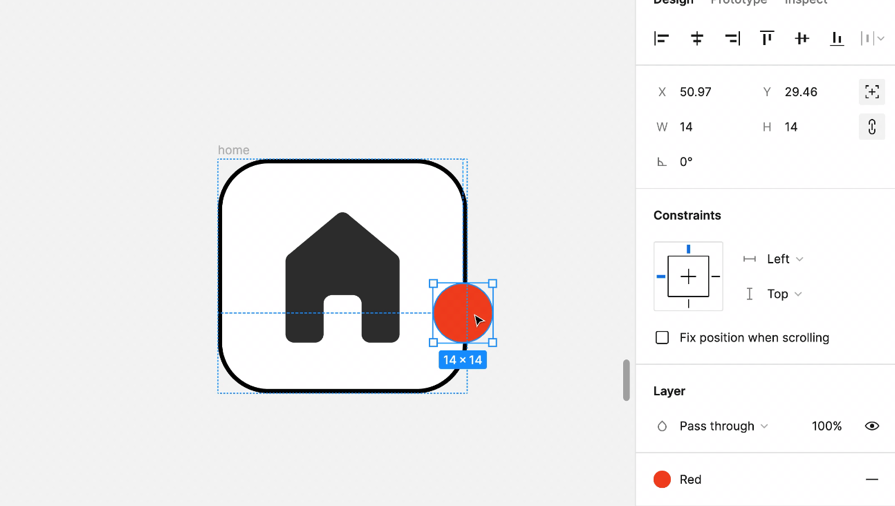 Design Prototype Inspect
X 50.97 Y 29.46
W 14 H 14
0°
Constraints
Left
Top
Fix position when scrolling
Layer
Pass through 100%
Red
home
14 × 14